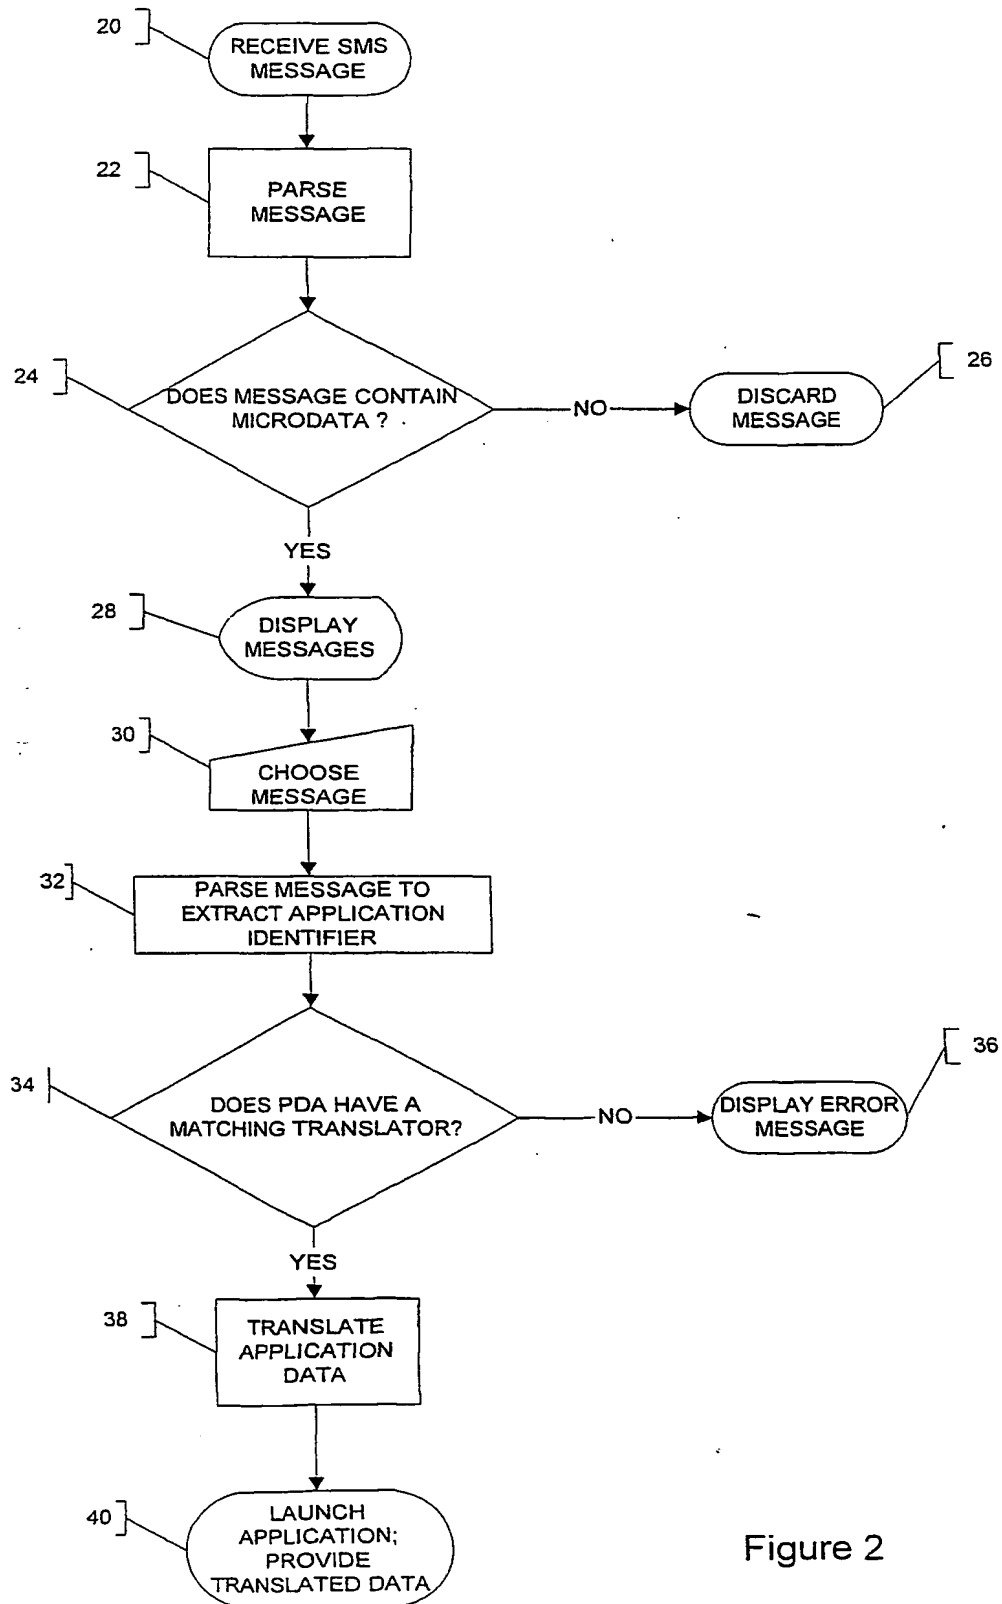 20
RECEIVE SMS
MESSAGE
22
PARSE
MESSAGE
24
DOES MESSAGE CONTAIN
MICRODATA ?
NO
DISCARD
MESSAGE
26
YES
28
DISPLAY
MESSAGES
30
CHOOSE
MESSAGE
32
PARSE MESSAGE TO
EXTRACT APPLICATION
IDENTIFIER
34
DOES PDA HAVE A
MATCHING TRANSLATOR?
NO
DISPLAY ERROR
MESSAGE
36
YES
38
TRANSLATE
APPLICATION
DATA
40
LAUNCH
APPLICATION;
PROVIDE
TRANSLATED DATA
Figure 2